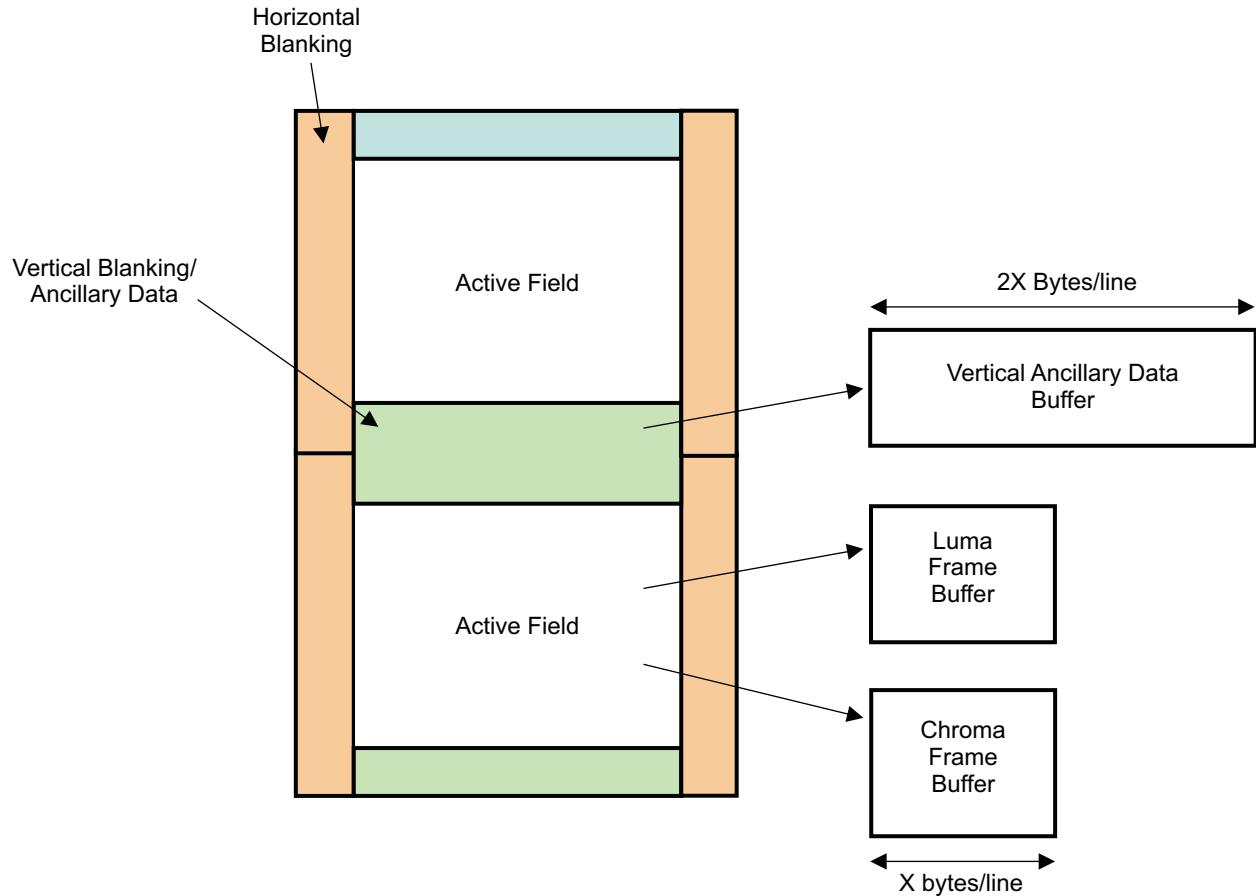 Horizontal
Blanking
Active Field
Vertical Blanking/
Ancillary Data
2X Bytes/line
Vertical Ancillary Data
Buffer
Luma
Frame
Buffer
Active Field
Chroma
Frame
Buffer
X bytes/line